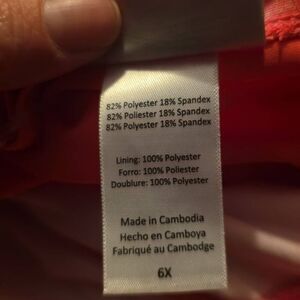 82% Polyester 18% Spandex
82% Poliester 18% Spandex
82% Polyester 18% Spandex
Lining: 100% Polyester
Forro: 100% Poliester
Doublure: 100% Polyester
Made in Cambodia
Hecho en Camboya
Fabriqué au Cambodge
6X